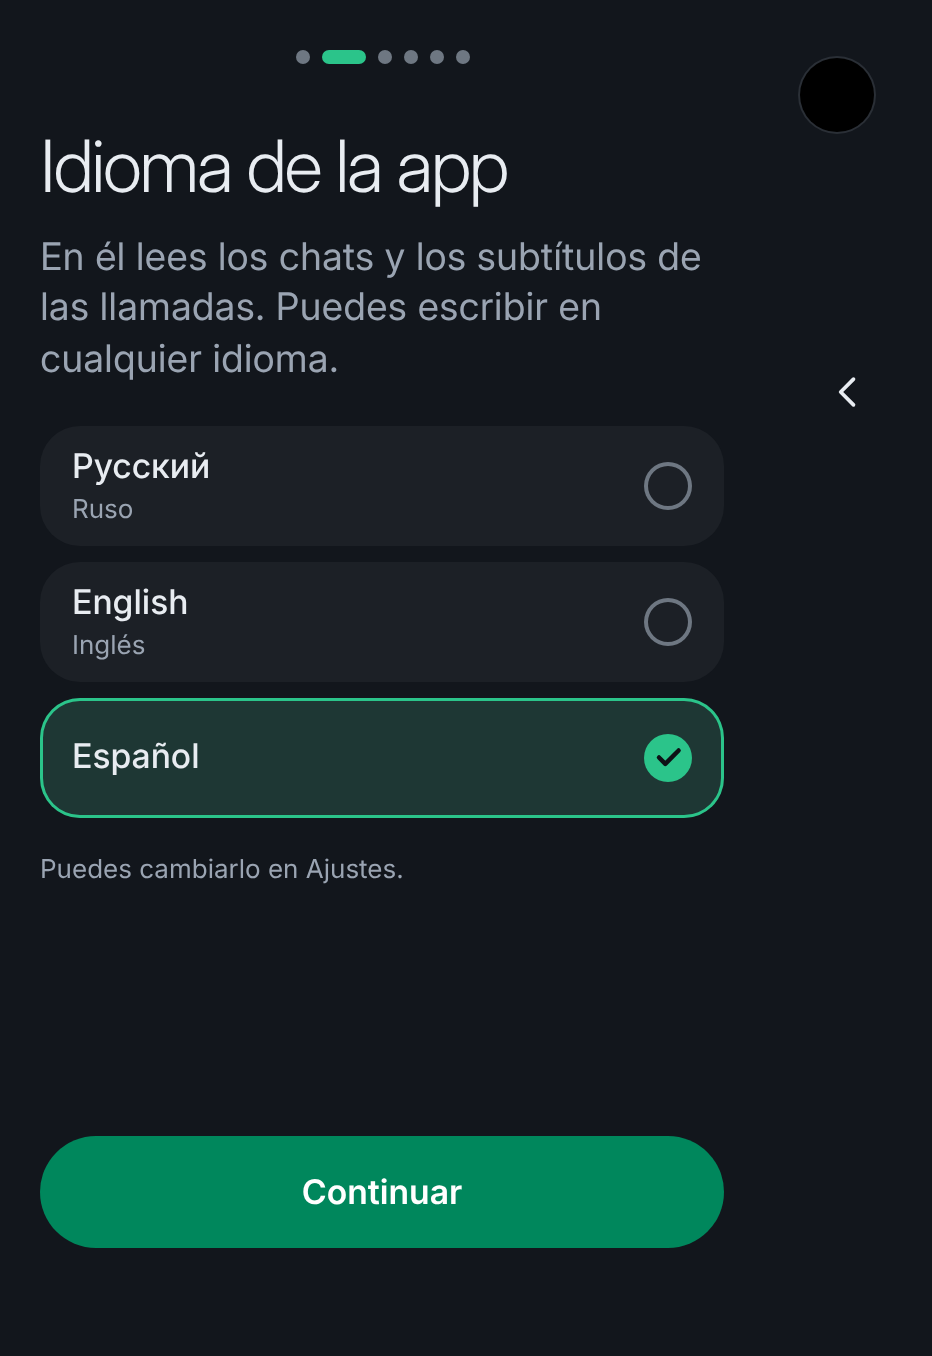 Idioma de la app
En él lees los chats y los subtítulos de
las llamadas. Puedes escribir en
cualquier idioma.
Русский
Ruso
English
Inglés
Español
Puedes cambiarlo en Ajustes.
Continuar